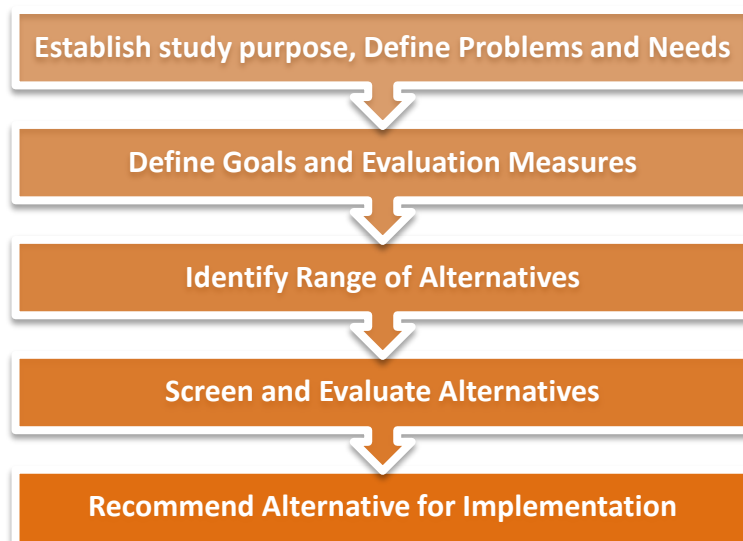 Establish study purpose, Define Problems and Needs
Define Goals and Evaluation Measures
Identify Range of Alternatives
Screen and Evaluate Alternatives
Recommend Alternative for Implementation